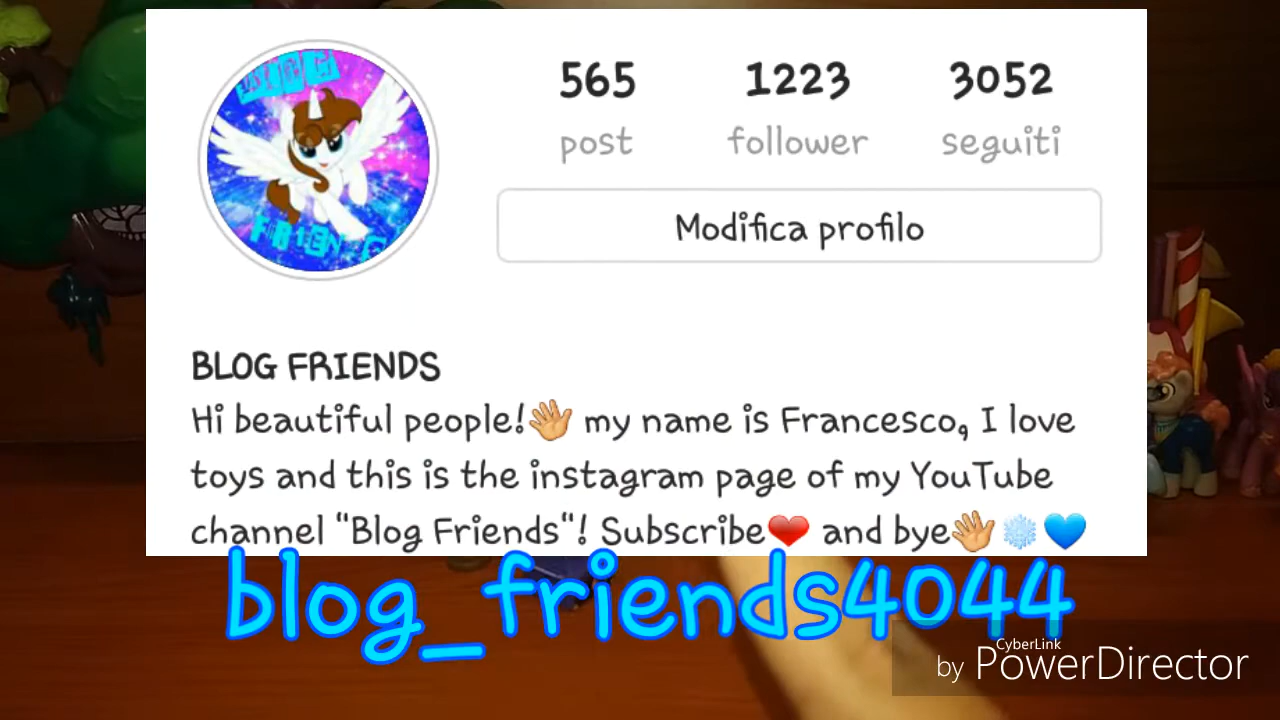 565 1223 3052
post follower seguiti
Modifica profilo
BLOG FRIENDS
Hi beautiful people!👋 my name is Francesco, I love
toys and this is the instagram page of my YouTube
channel "Blog Friends"! Subscribe❤️ and bye👋❄️💙
blog_friends4044
CyberLink
by PowerDirector